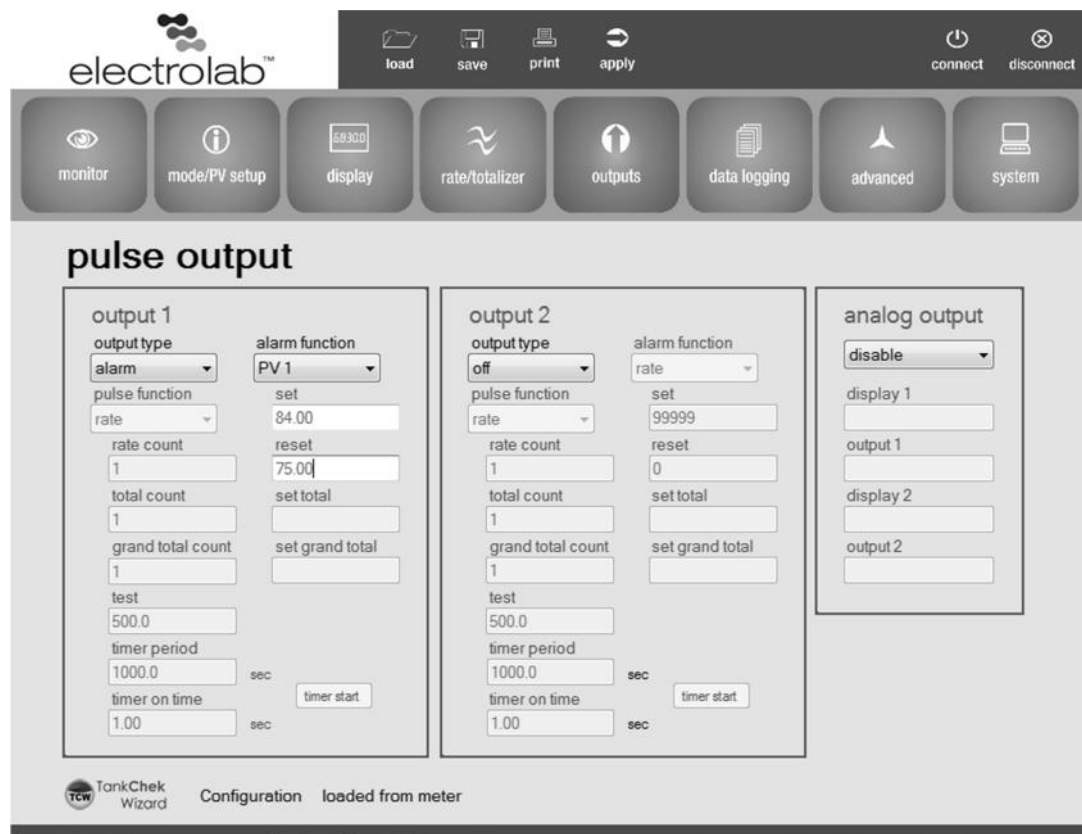 electrolab™
load save print apply connect disconnect
monitor mode/PV setup display rate/totalizer outputs data logging advanced system
pulse output
output 1
output type alarm function
alarm PV 1
pulse function set
rate 84.00
rate count reset
1 75.00
total count set total
1
grand total count set grand total
1
test
500.0
timer period
1000.0 sec
timer on time timer start
1.00 sec
output 2
output type alarm function
off rate
pulse function set
rate 99999
rate count reset
1 0
total count set total
1
grand total count set grand total
1
test
500.0
timer period
1000.0 sec
timer on time timer start
1.00 sec
analog output
disable
display 1
output 1
display 2
output 2
TCW TankChek
Wizard
Configuration loaded from meter